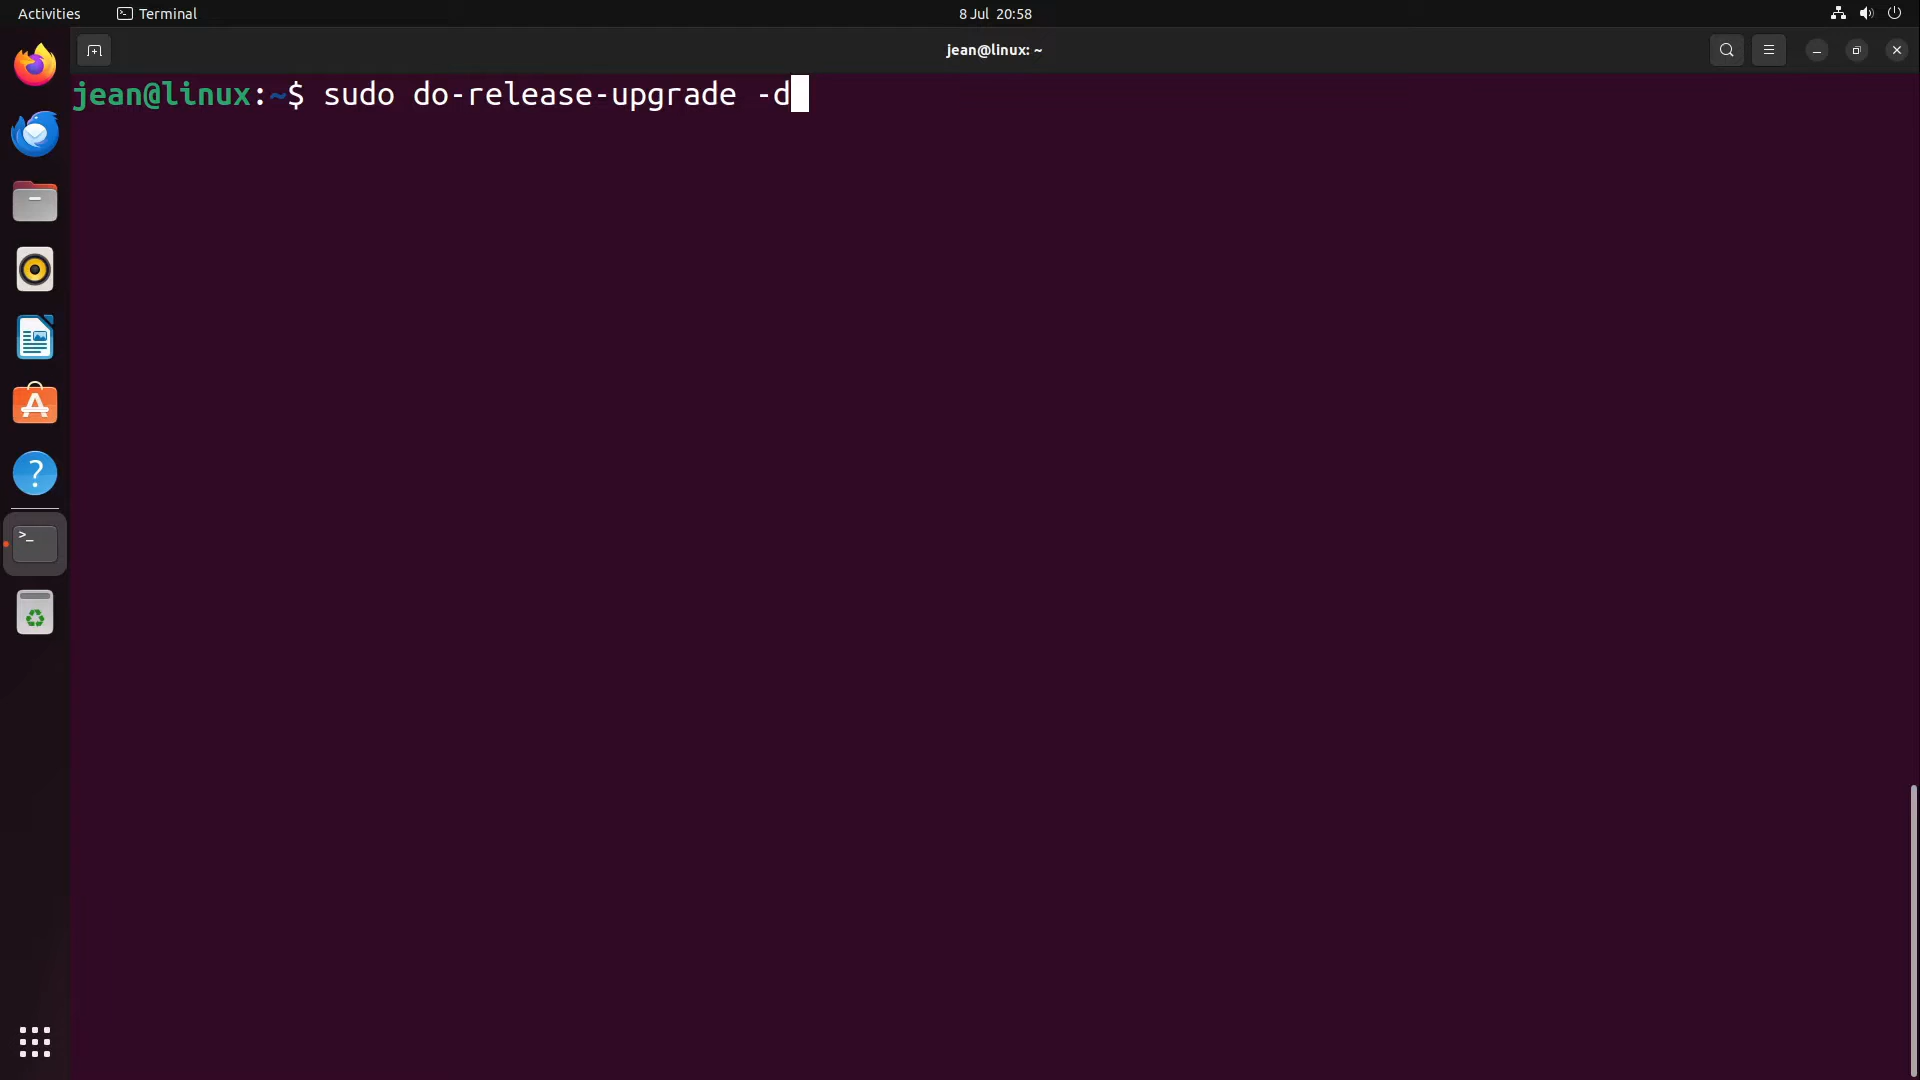 Activities
Terminal
8 Jul 20:58
jean@linux: ~
jean@linux:~$ sudo do-release-upgrade -d